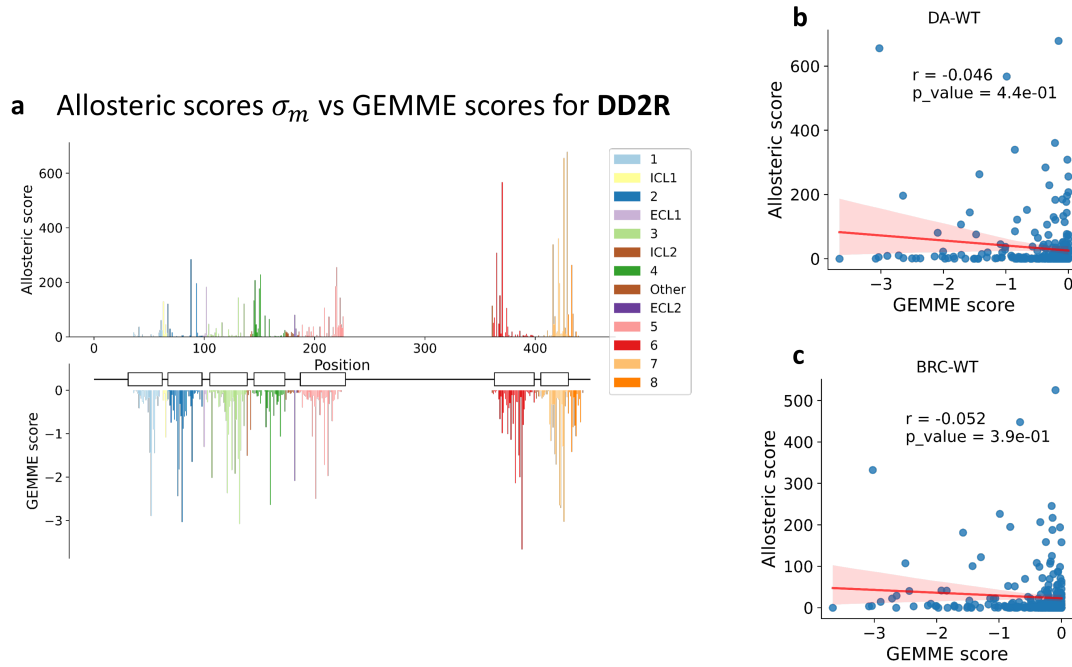 a Allosteric scores σm vs GEMME scores for DD2R
Allosteric score
600
400
200
0
0
100
200
300
400
Position
1
ICL1
2
ECL1
3
ICL2
4
Other
ECL2
5
6
7
8
GEMME score
0
−1
−2
−3
b
DA-WT
r = -0.046
p_value = 4.4e-01
Allosteric score
600
400
200
0
−3
−2
−1
0
GEMME score
c
BRC-WT
r = -0.052
p_value = 3.9e-01
Allosteric score
500
400
300
200
100
0
−3
−2
−1
0
GEMME score